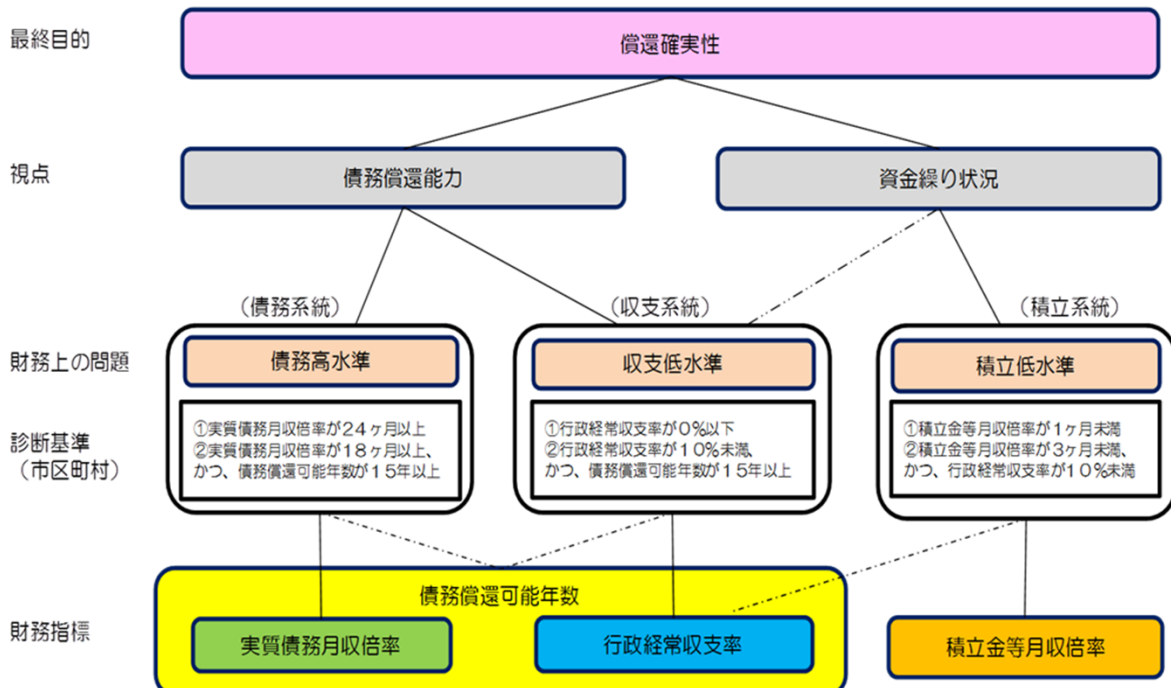 最終目的
償還確実性
視点
債務償還能力
資金繰り状況
（債務系統）
（収支系統）
（積立系統）
財務上の問題
債務高水準
収支低水準
積立低水準
診断基準
（市区町村）
①実質債務月収倍率が２４ヶ月以上
②実質債務月収倍率が１８ヶ月以上、
かつ、債務償還可能年数が１５年以上
①行政経常収支率が０％以下
②行政経常収支率が１０％未満、
かつ、債務償還可能年数が１５年以上
①積立金等月収倍率が１ヶ月未満
②積立金等月収倍率が３ヶ月未満、
かつ、行政経常収支率が１０％未満
債務償還可能年数
財務指標
実質債務月収倍率
行政経常収支率
積立金等月収倍率